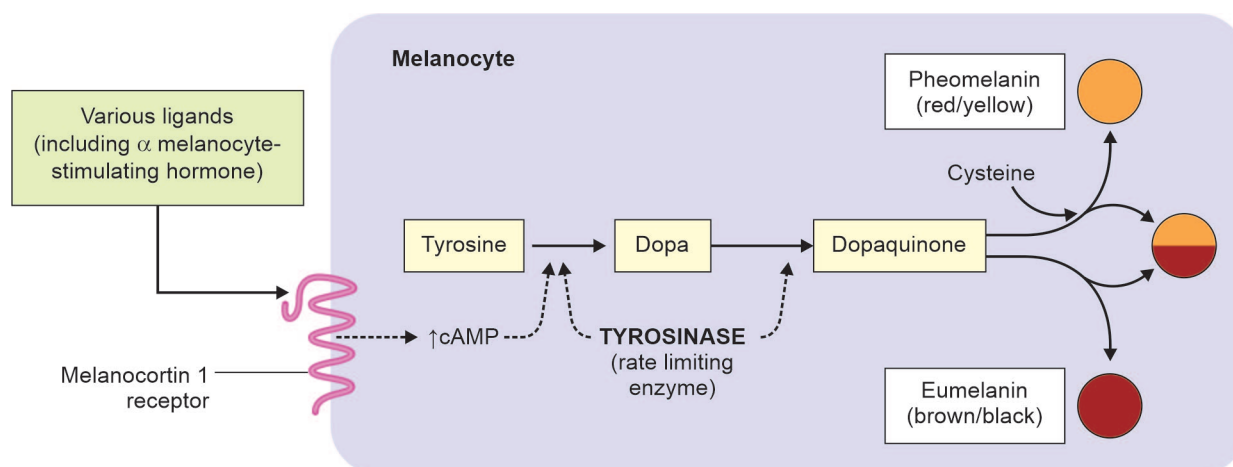 Melanocyte
Various ligands
(including α melanocyte-
stimulating hormone)
Pheomelanin
(red/yellow)
Cysteine
Tyrosine
Dopa
Dopaquinone
↑cAMP
TYROSINASE
(rate limiting
enzyme)
Melanocortin 1
receptor
Eumelanin
(brown/black)